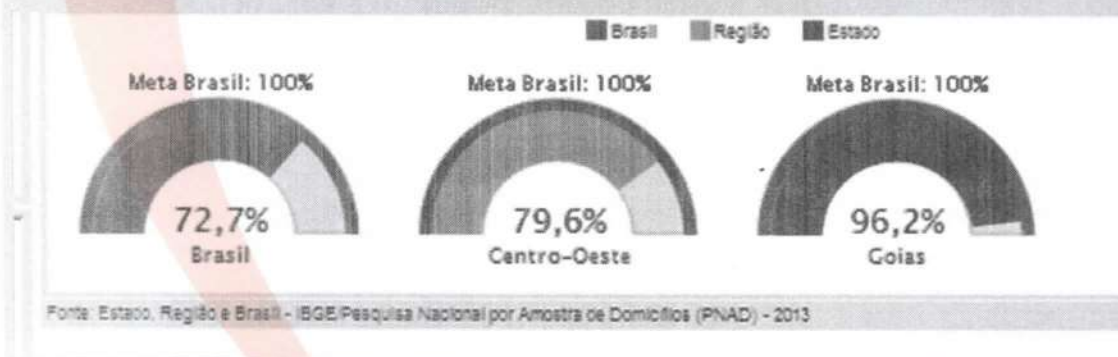 Brasil Região Estado
Meta Brasil: 100% Meta Brasil: 100% Meta Brasil: 100%
72,7% 79,6% 96,2%
Brasil Centro-Oeste Goias
Fonte: Estado, Região e Brasil - IBGE/Pesquisa Nacional por Amostra de Domicílios (PNAD) - 2013